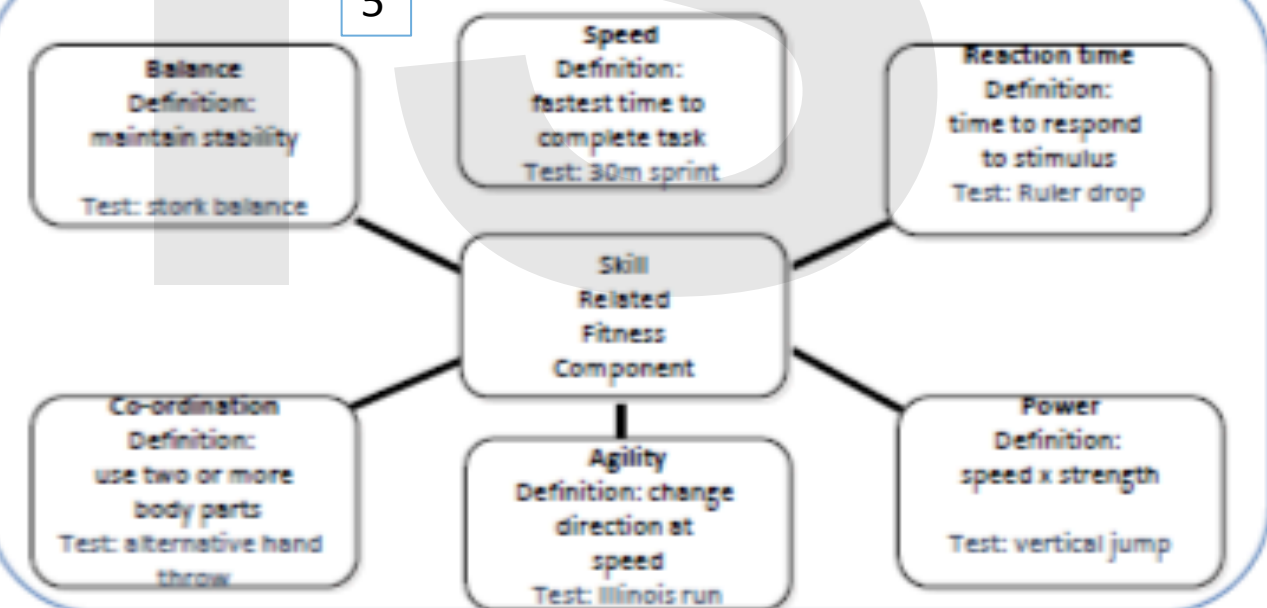 5
Balance
Definition:
maintain stability
Test: stork balance
Speed
Definition:
fastest time to
complete task
Test: 30m sprint
Reaction time
Definition:
time to respond
to stimulus
Test: Ruler drop
Skill
Related
Fitness
Component
Co-ordination
Definition:
use two or more
body parts
Test: alternative hand
throw
Agility
Definition: change
direction at
speed
Test: Illinois run
Power
Definition:
speed x strength
Test: vertical jump